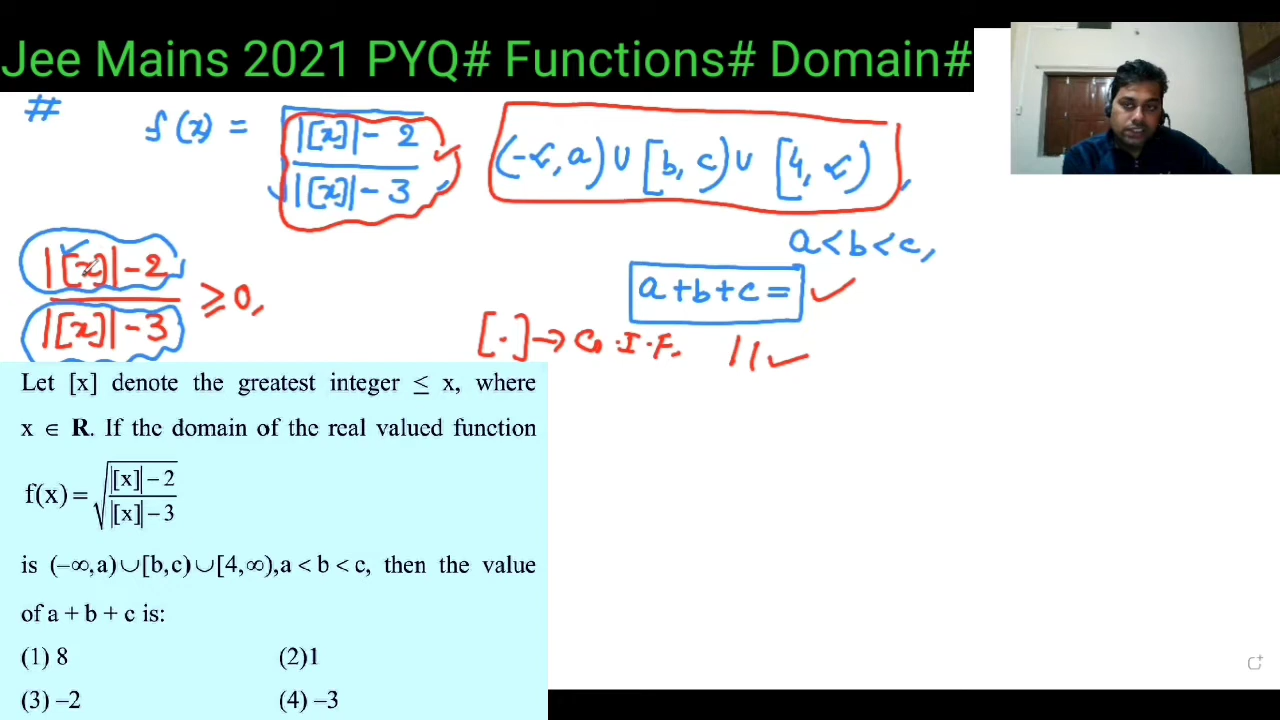 Jee Mains 2021 PYQ# Functions# Domain#
# f(x) = √(|[x]| - 2 / |[x]| - 3) (-∞, a) ∪ [b, c) ∪ [4, ∞),
a < b < c,
|[x]| - 2 / |[x]| - 3 ≥ 0,
a + b + c =
[·] → G.I.F. //
Let [x] denote the greatest integer ≤ x, where
x ∈ R. If the domain of the real valued function
f(x) = √(|[x]| − 2 / |[x]| − 3)
is (−∞,a)∪[b,c)∪[4,∞),a < b < c, then the value
of a + b + c is:
(1) 8 (2)1
(3) –2 (4) –3